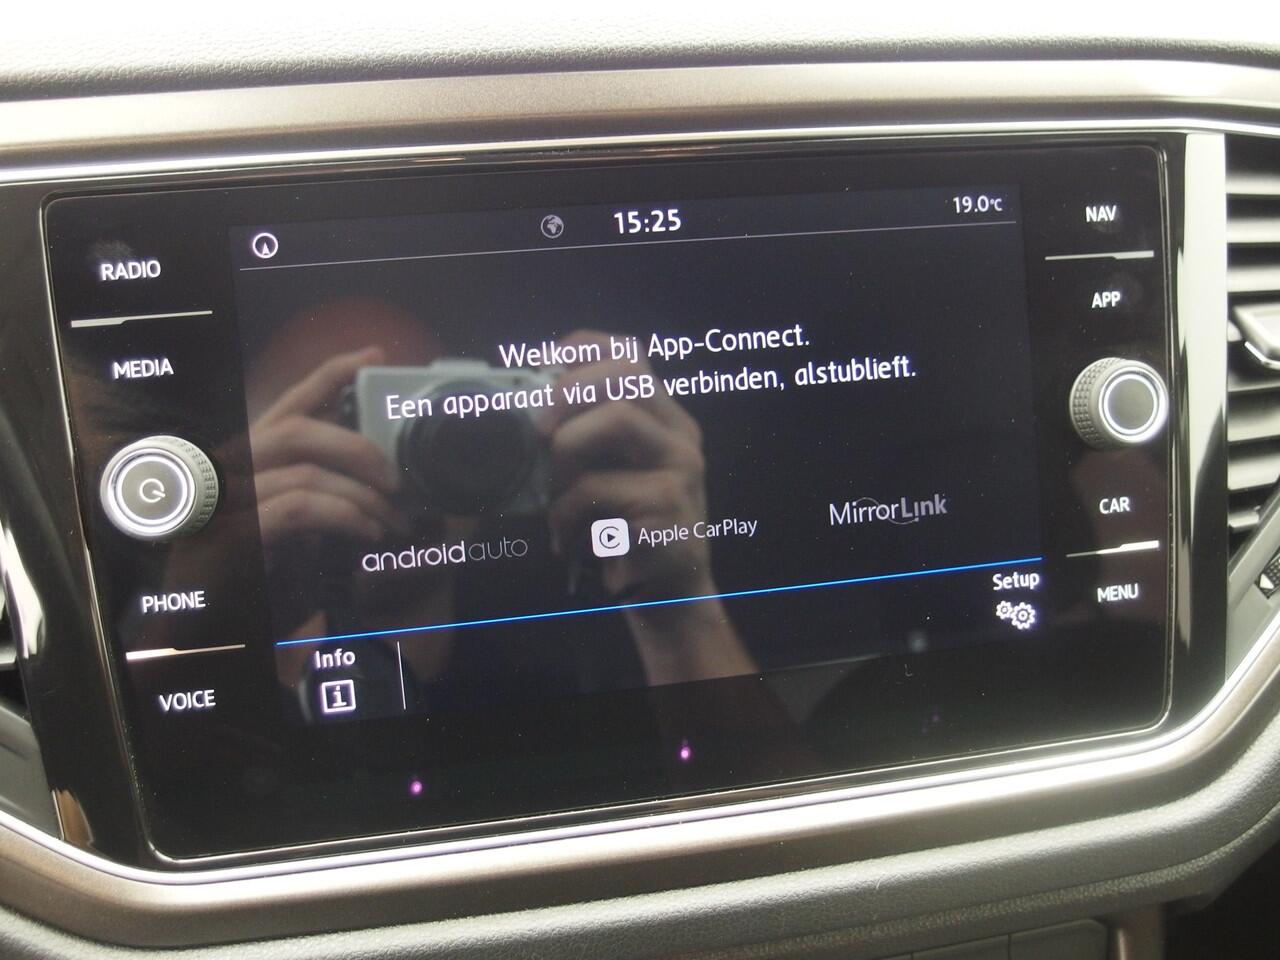 15:25
19.0°C
RADIO
MEDIA
PHONE
VOICE
Welkom bij App-Connect.
Een apparaat via USB verbinden, alstublieft.
androidauto
Apple CarPlay
MirrorLink
Info
i
Setup
NAV
APP
CAR
MENU